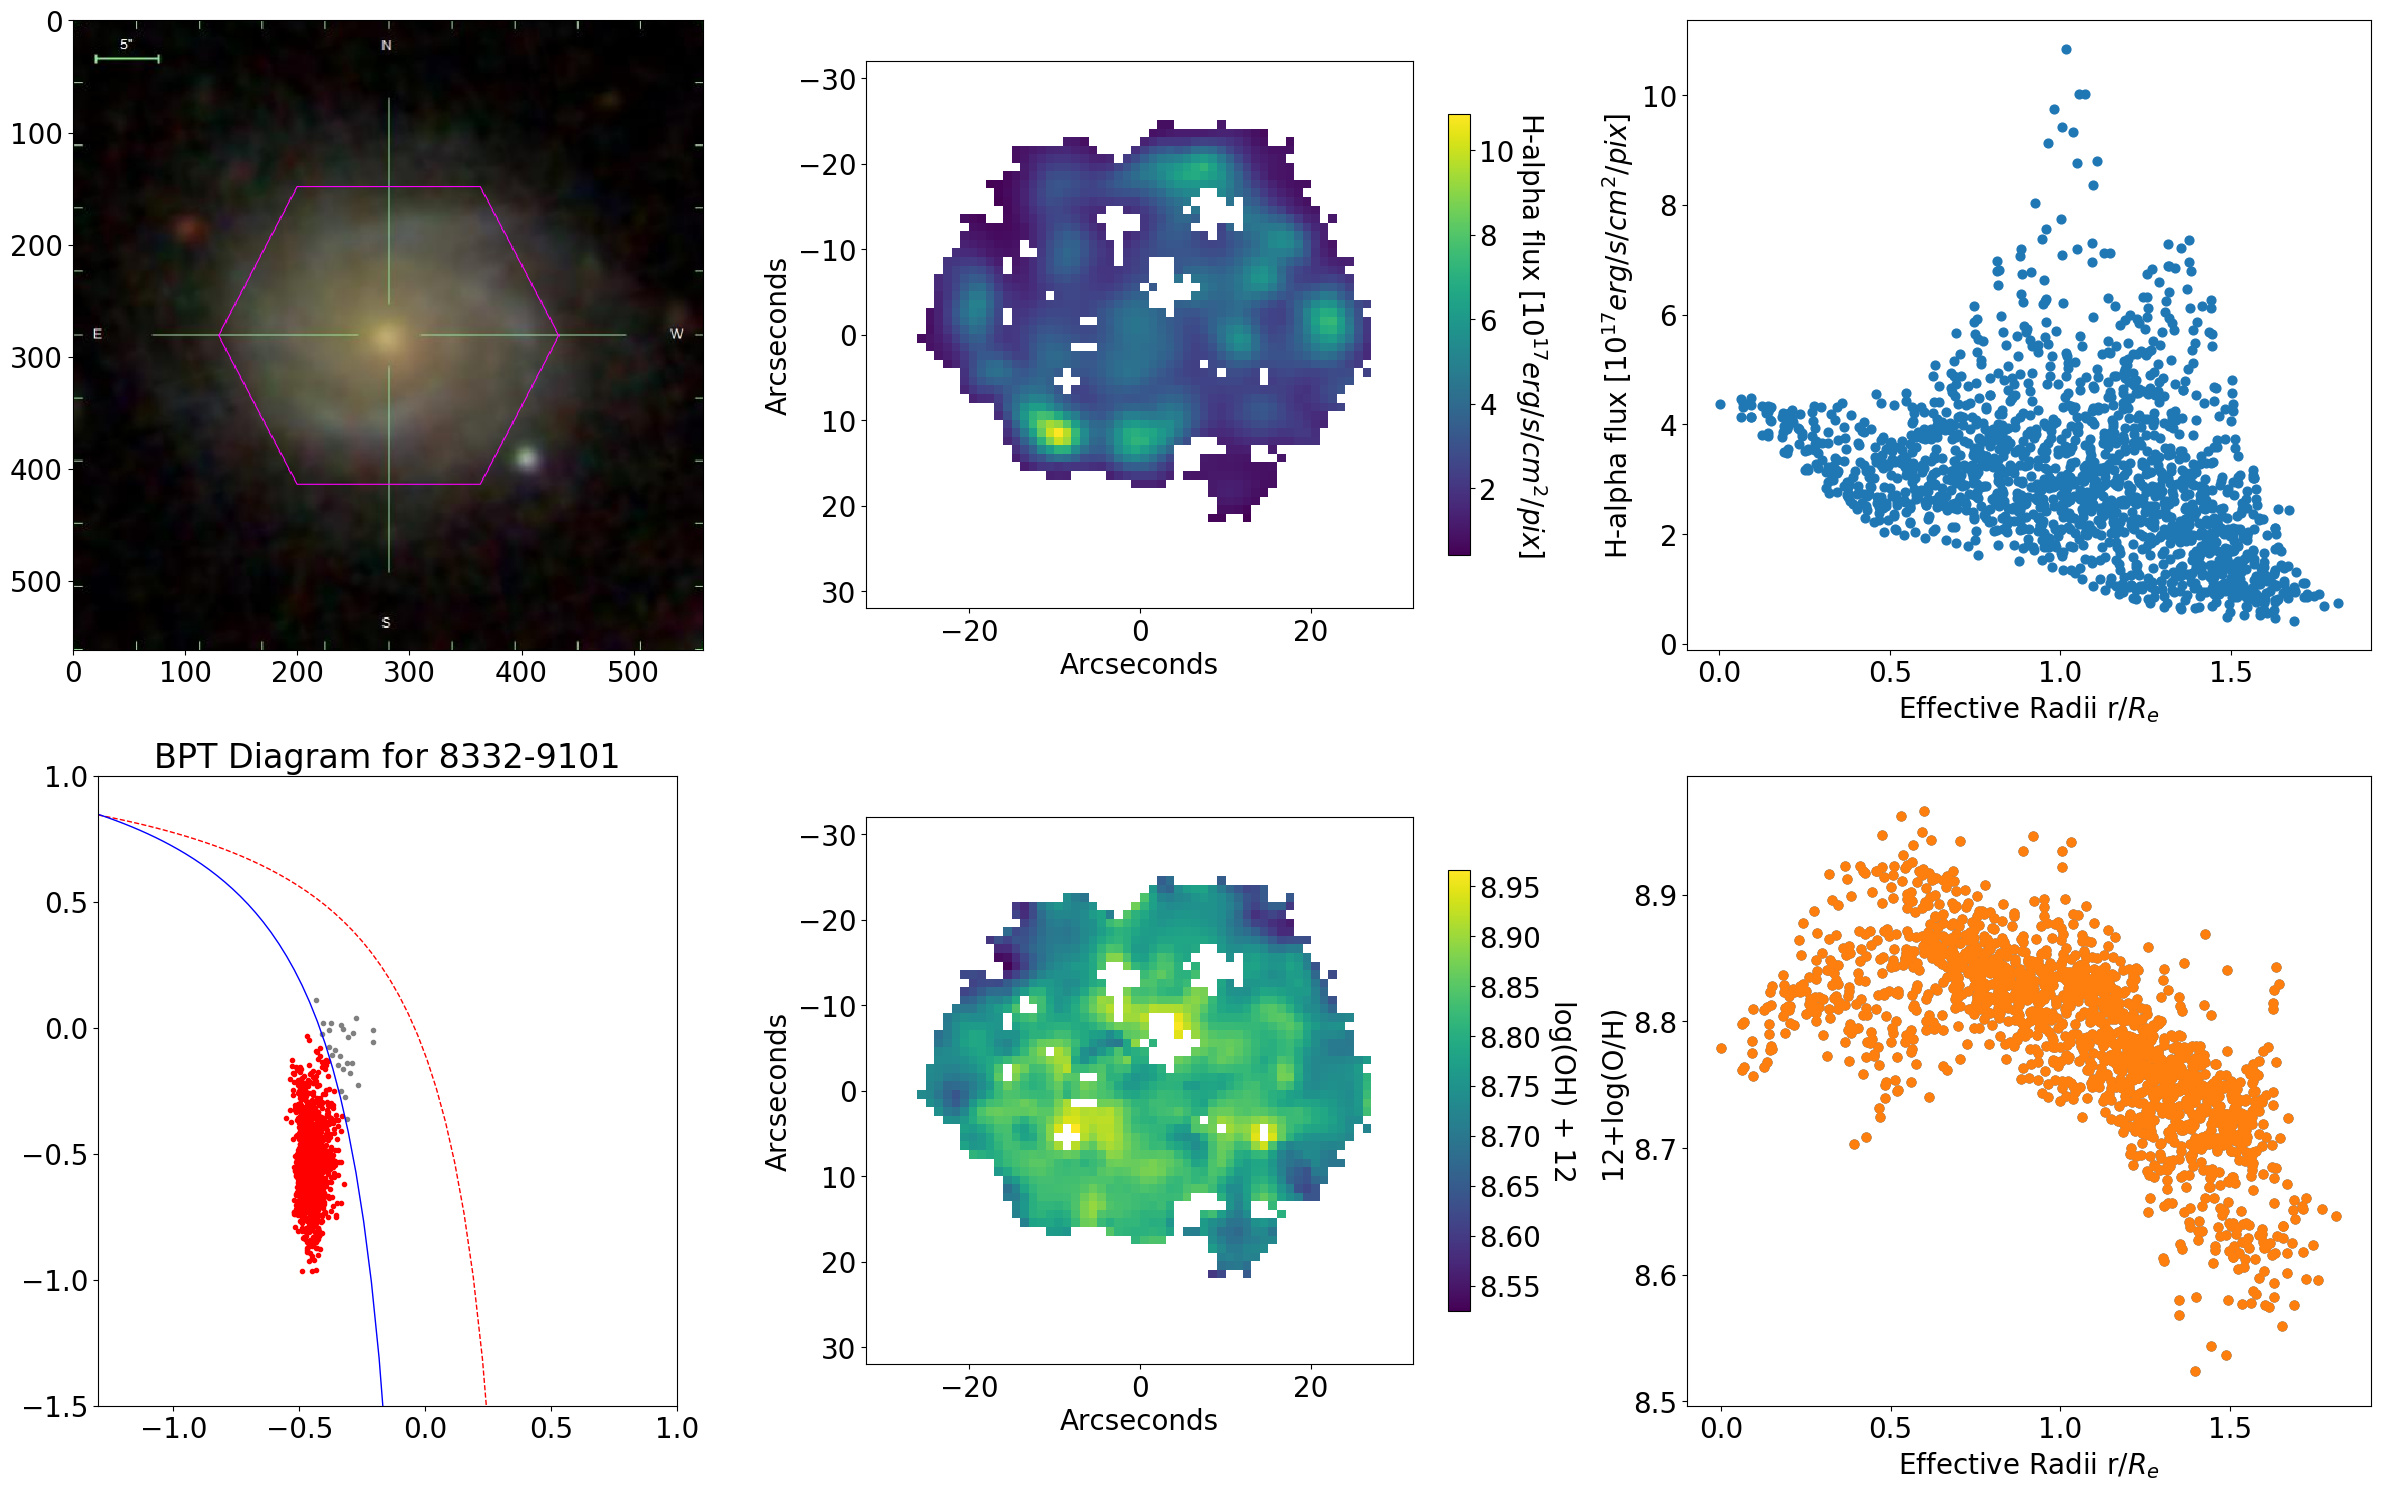 0
100
200
300
400
500
0 100 200 300 400 500
5"
N
E
W
S
−30
−20
−10
0
10
20
30
−20 0 20
Arcseconds
Arcseconds
10
8
6
4
2
H-alpha flux [10^17 erg/s/cm^2/pix]
H-alpha flux [10^17 erg/s/cm^2/pix]
10
8
6
4
2
0
0.0 0.5 1.0 1.5
Effective Radii r/R_e
BPT Diagram for 8332-9101
1.0
0.5
0.0
−0.5
−1.0
−1.5
−1.0 −0.5 0.0 0.5 1.0
−30
−20
−10
0
10
20
30
−20 0 20
Arcseconds
Arcseconds
8.95
8.90
8.85
8.80
8.75
8.70
8.65
8.60
8.55
log(OH) + 12
12+log(O/H)
8.9
8.8
8.7
8.6
8.5
0.0 0.5 1.0 1.5
Effective Radii r/R_e